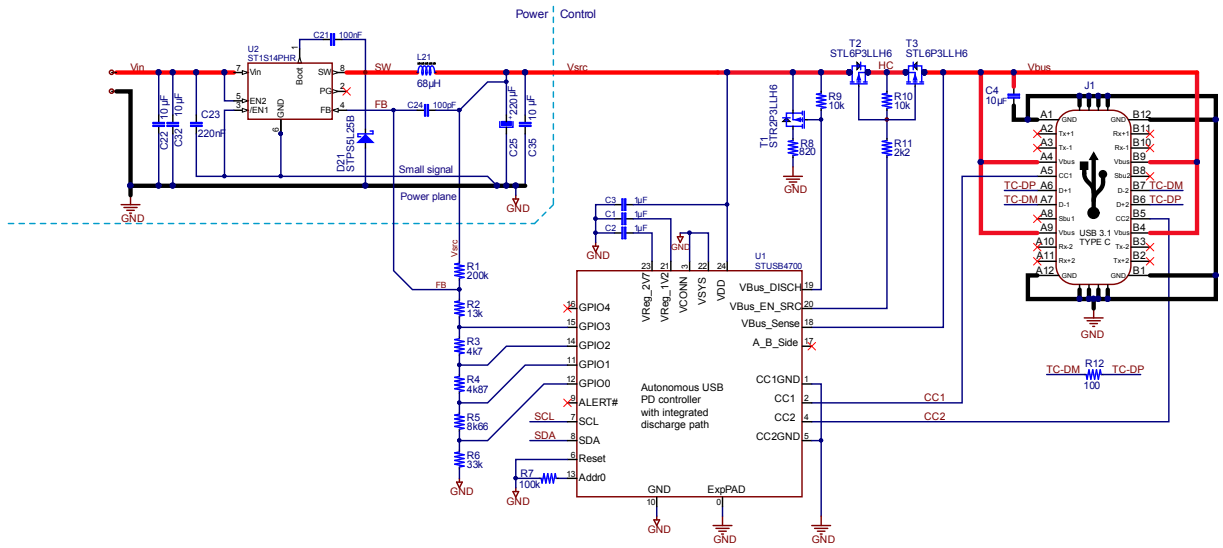 Power
Control
Vin
U2
ST1S14PHR
7
Vin
5
EN2
3
/EN1
GND
6
Boot
1
SW
8
PG
2
FB
4
C21
100nF
SW
L21
68µH
Vsrc
FB
C24
100pF
C22
10 µF
C32
10 µF
C23
220nF
D21
STPS5L25B
+220 µF
C25
10 µF
C35
Small signal
Power plane
GND
GND
Vsrc
R1
200k
FB
R2
13k
R3
4k7
R4
4k87
R5
8k66
R6
33k
GND
C3
1µF
C1
1µF
C2
1µF
GND
GND
U1
STUSB4700
23
VReg_2V7
21
VReg_1V2
3
VCONN
22
VSYS
24
VDD
16
GPIO4
15
GPIO3
14
GPIO2
11
GPIO1
12
GPIO0
9
ALERT#
SCL
7
SCL
SDA
8
SDA
6
Reset
13
Addr0
R7
100k
GND
VBus_DISCH
19
VBus_EN_SRC
20
VBus_Sense
18
A_B_Side
17
CC1GND
1
CC1
2
CC2
4
CC2GND
5
Autonomous USB
PD controller
with integrated
discharge path
GND
10
ExpPAD
0
GND
GND
GND
T1
STR2P3LLH6
R8
820
GND
R9
10k
T2
STL6P3LLH6
HC
T3
STL6P3LLH6
R10
10k
R11
2k2
Vbus
C4
10µF
CC1
CC2
J1
A1
GND
B12
GND
A2
Tx+1
B11
Rx+1
A3
Tx-1
B10
Rx-1
A4
Vbus
B9
Vbus
A5
CC1
B8
Sbu2
TC-DP
A6
D+1
D-2
B7
TC-DM
TC-DM
A7
D-1
D+2
B6
TC-DP
A8
Sbu1
CC2
B5
A9
Vbus
Vbus
B4
A10
Rx-2
Tx-2
B3
A11
Rx+2
Tx+2
B2
A12
GND
GND
B1
USB 3.1
TYPE C
GND
TC-DM
R12
100
TC-DP